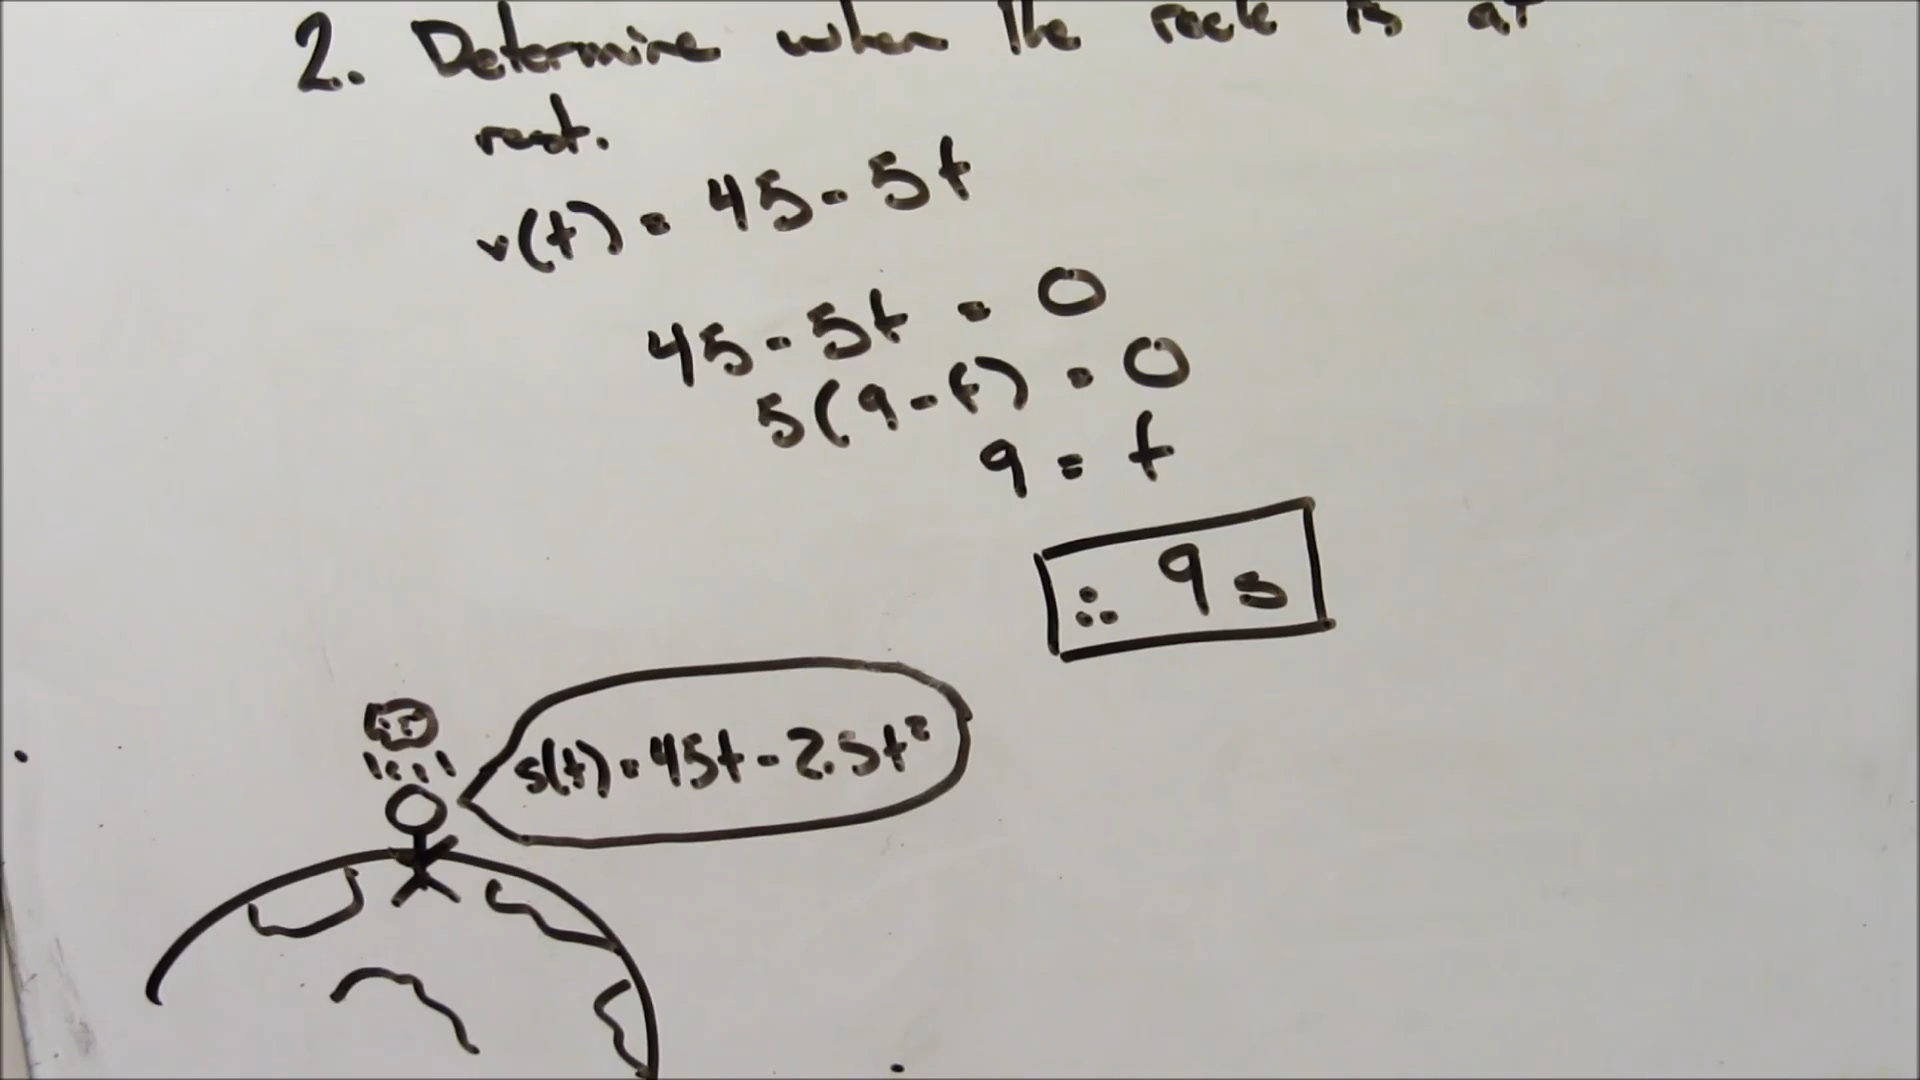 2. Determine when the rock is at
rest.
v(t) = 45 - 5t
45 - 5t = 0
5(9 - t) = 0
9 = t
∴ 9 s
s(t) = 45t - 2.5t²